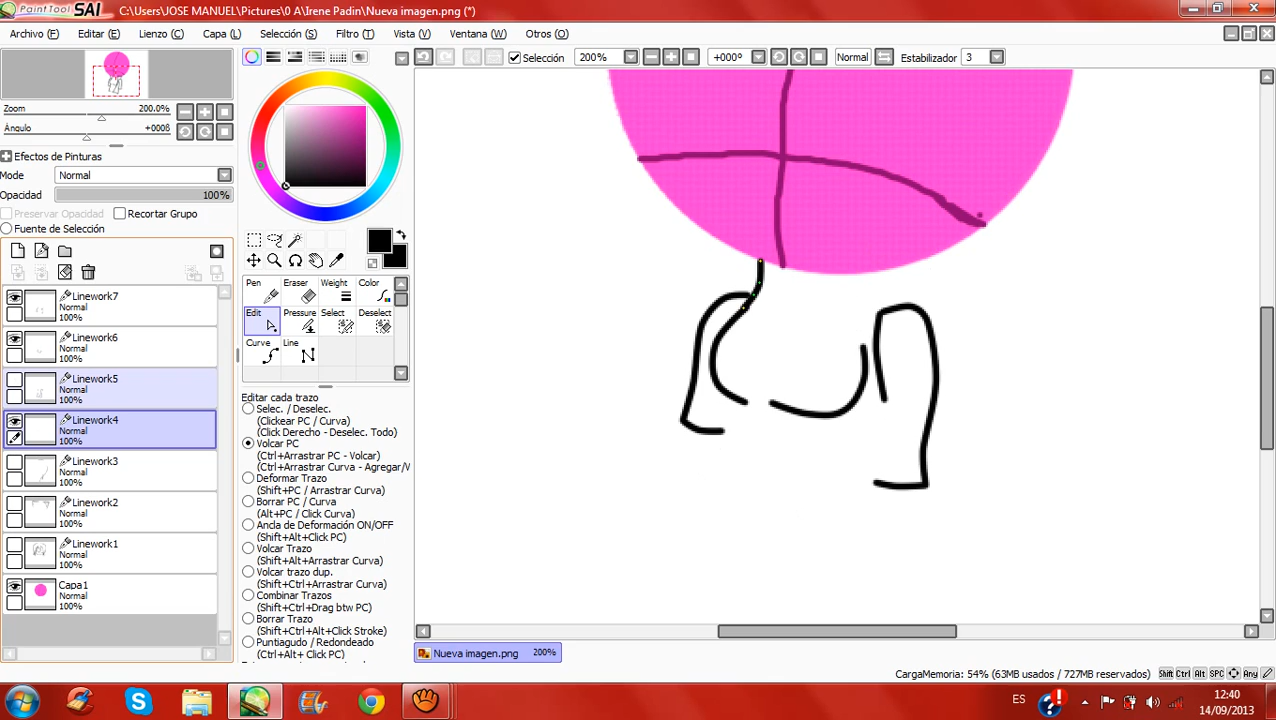 PaintTool SAI C:\Users\JOSE MANUEL\Pictures\0 A\Irene Padin\Nueva imagen.png (*)
Archivo (F) Editar (E) Lienzo (C) Capa (L) Selección (S) Filtro (T) Vista (V) Ventana (W) Otros (O)
Selección 200% +000º Normal Estabilizador 3
Zoom 200.0%
Ángulo +000º
Efectos de Pinturas
Mode Normal
Opacidad 100%
Preservar Opacidad Recortar Grupo
Fuente de Selección
Linework7
Normal
100%
Linework6
Normal
100%
Linework5
Normal
100%
Linework4
Normal
100%
Linework3
Normal
100%
Linework2
Normal
100%
Linework1
Normal
100%
Capa1
Normal
100%
Pen Eraser Weight Color
Edit Pressure Select Deselect
Curve Line
Editar cada trazo
Selec. / Deselec.
(Clickear PC / Curva)
(Click Derecho - Deselec. Todo)
Volcar PC
(Ctrl+Arrastrar PC - Volcar)
(Ctrl+Arrastrar Curva - Agregar/V
Deformar Trazo
(Shift+PC / Arrastrar Curva)
Borrar PC / Curva
(Alt+PC / Click Curva)
Ancla de Deformación ON/OFF
(Shift+Alt+Click PC)
Volcar Trazo
(Shift+Alt+Arrastrar Curva)
Volcar trazo dup.
(Shift+Ctrl+Arrastrar Curva)
Combinar Trazos
(Shift+Ctrl+Drag btw PC)
Borrar Trazo
(Shift+Ctrl+Alt+Click Stroke)
Puntiagudo / Redondeado
(Ctrl+Alt+ Click PC)
Nueva imagen.png 200%
CargaMemoria: 54% (63MB usados / 727MB reservados) Shift Ctrl Alt SPC Any
ES 12:40
14/09/2013